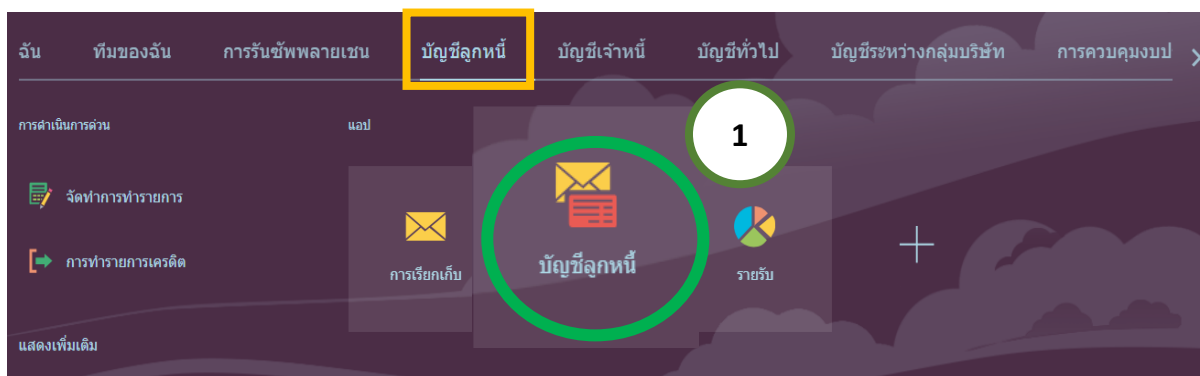 ฉัน ทีมของฉัน การรันซัพพลายเชน บัญชีลูกหนี้ บัญชีเจ้าหนี้ บัญชีทั่วไป บัญชีระหว่างกลุ่มบริษัท การควบคุมงบป
การดำเนินการด่วน แอป
1
จัดทำการทำรายการ
การทำรายการเครดิต
การเรียกเก็บ บัญชีลูกหนี้ รายรับ
แสดงเพิ่มเติม